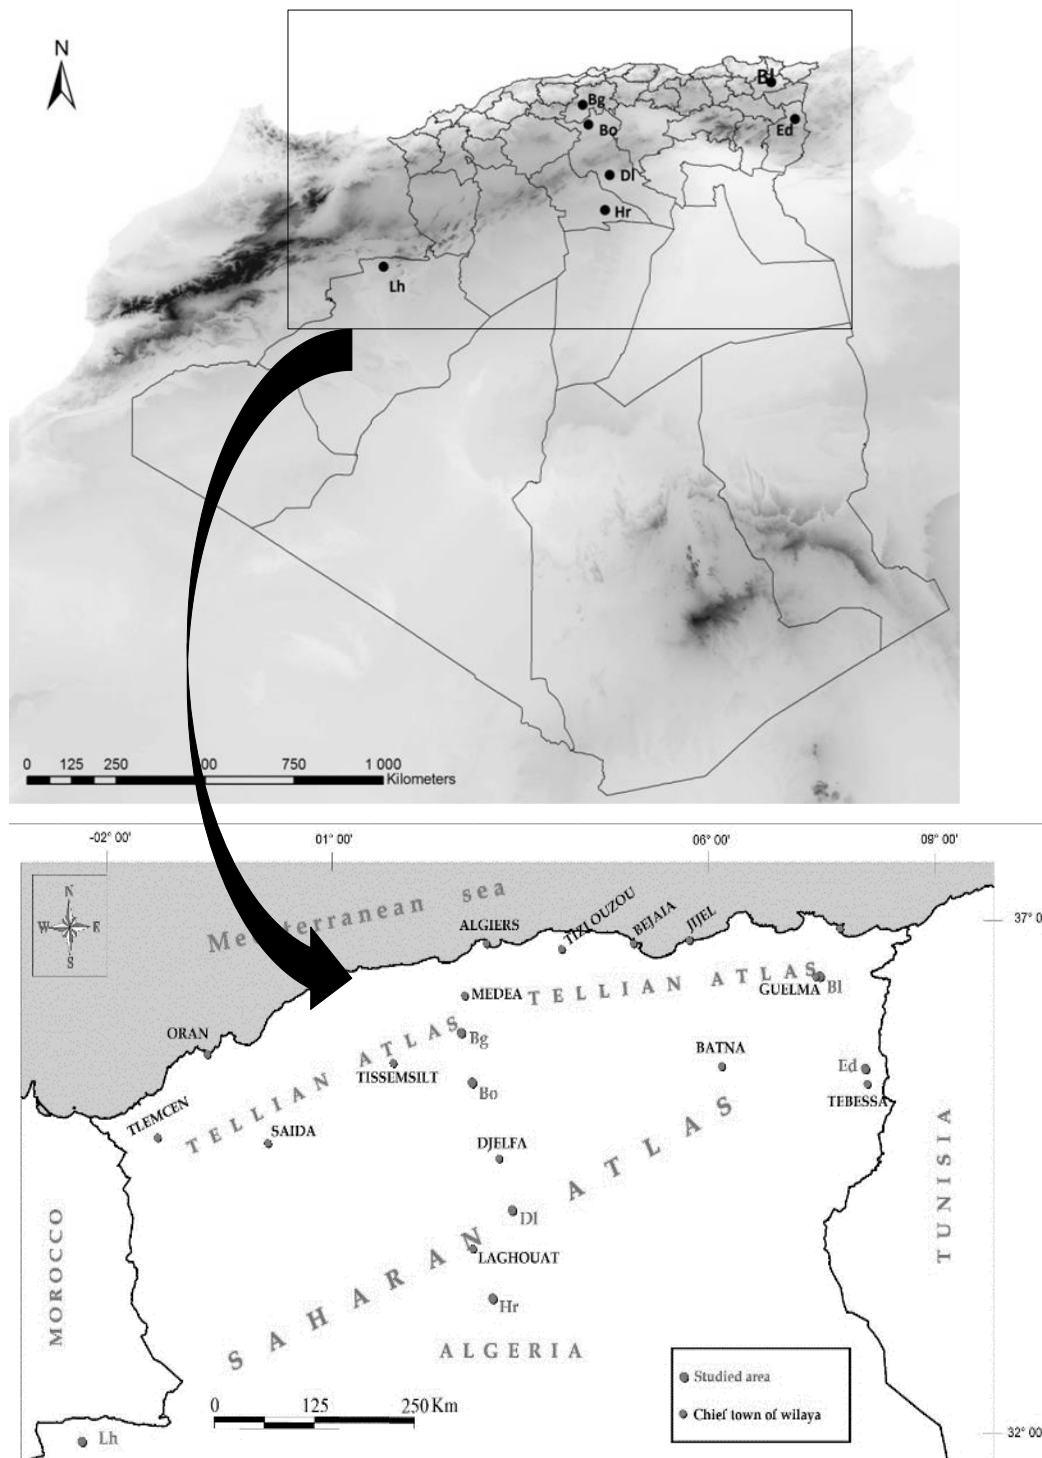 N
Bl
Bg
Bo
Ed
Dl
Hr
Lh
0 125 250 500 750 1 000
Kilometers
-02° 00' 01° 00' 06° 00' 09° 00'
N
W E
S
Mediterranean sea
ALGIERS
TIZI OUZOU
BEJAIA
JIJEL
37° 00'
MEDEA
TELLIAN ATLAS
GUELMA
Bl
ORAN
TELLIAN ATLAS
Bg
TISSEMSILT
Bo
BATNA
Ed
TEBESSA
TLEMCEN
SAIDA
DJELFA
SAHARAN ATLAS
Dl
LAGHOUAT
Hr
MOROCCO
TUNISIA
ALGERIA
Studied area
Chief town of wilaya
0 125 250 Km
Lh
32° 00